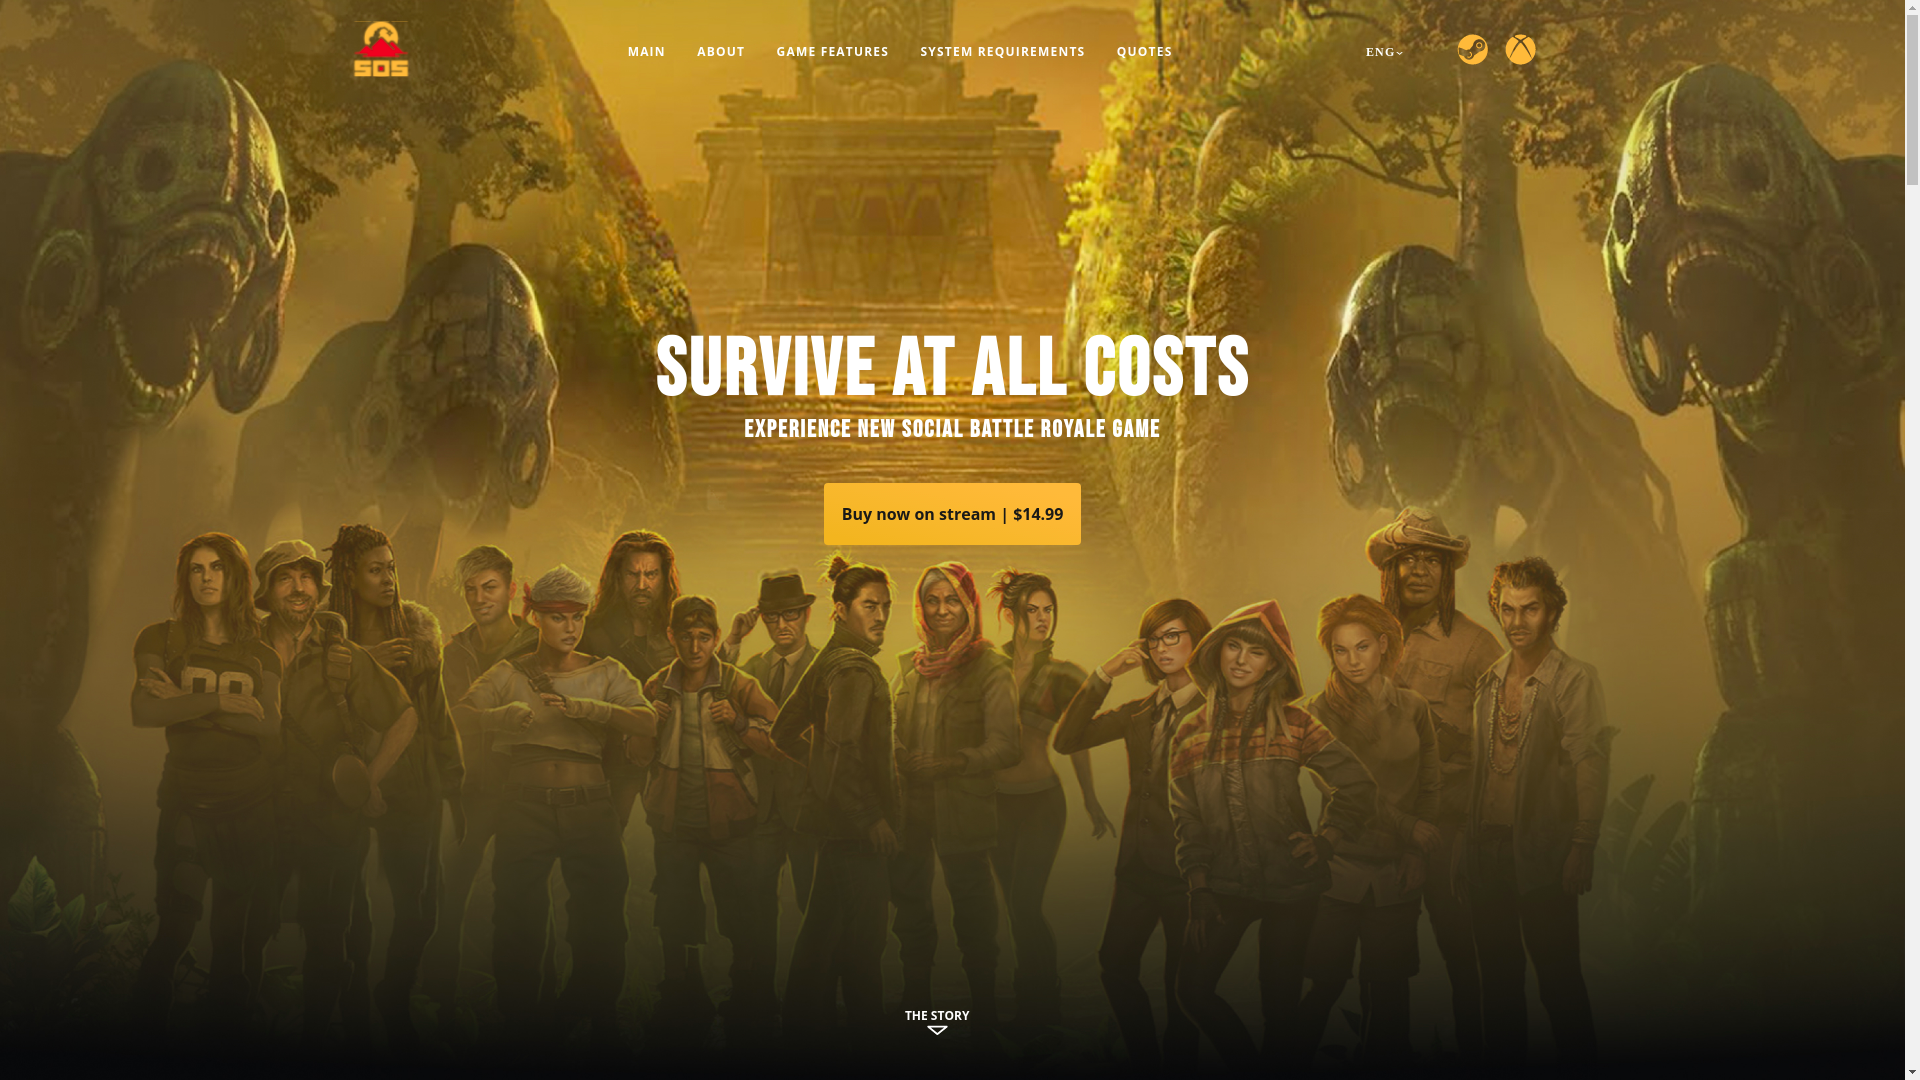 SOS
MAIN
ABOUT
GAME FEATURES
SYSTEM REQUIREMENTS
QUOTES
ENG
SURVIVE AT ALL COSTS
EXPERIENCE NEW SOCIAL BATTLE ROYALE GAME
Buy now on stream | $14.99
THE STORY